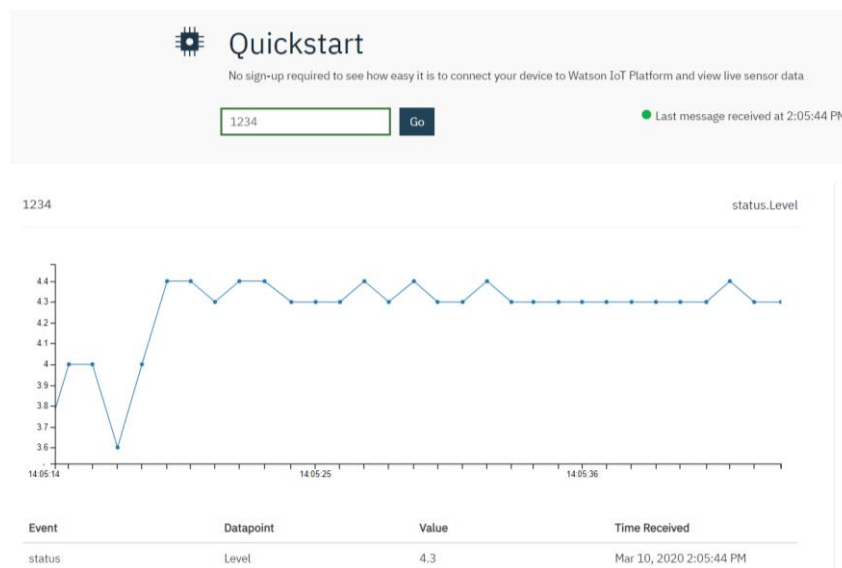 Quickstart
No sign-up required to see how easy it is to connect your device to Watson IoT Platform and view live sensor data
1234 Go
Last message received at 2:05:44 PM
1234 status.Level
4.4
4.3
4.2
4.1
4
3.9
3.8
3.7
3.6
14:05:14 14:05:25 14:05:36
Event Datapoint Value Time Received
status Level 4.3 Mar 10, 2020 2:05:44 PM